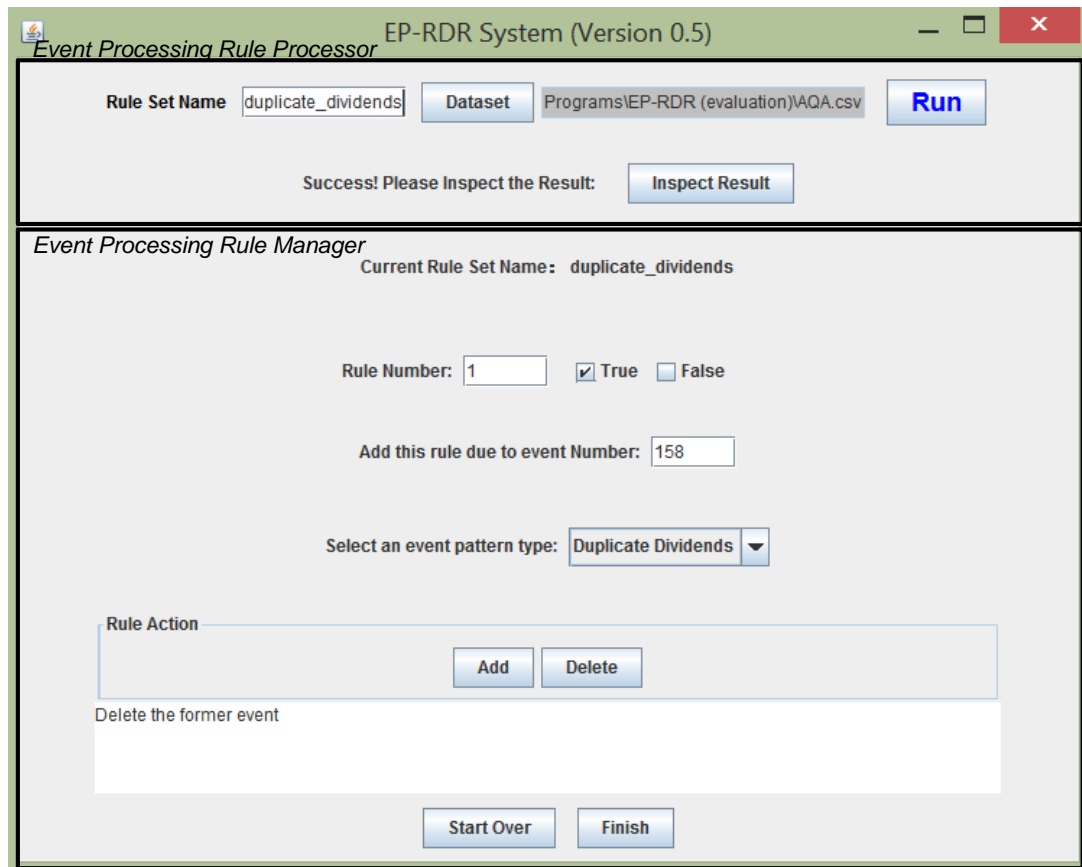 EP-RDR System (Version 0.5)
Event Processing Rule Processor
Rule Set Name duplicate_dividends Dataset Programs\EP-RDR (evaluation)\AQA.csv Run
Success! Please Inspect the Result: Inspect Result
Event Processing Rule Manager
Current Rule Set Name: duplicate_dividends
Rule Number: 1 True False
Add this rule due to event Number: 158
Select an event pattern type: Duplicate Dividends
Rule Action
Add Delete
Delete the former event
Start Over Finish